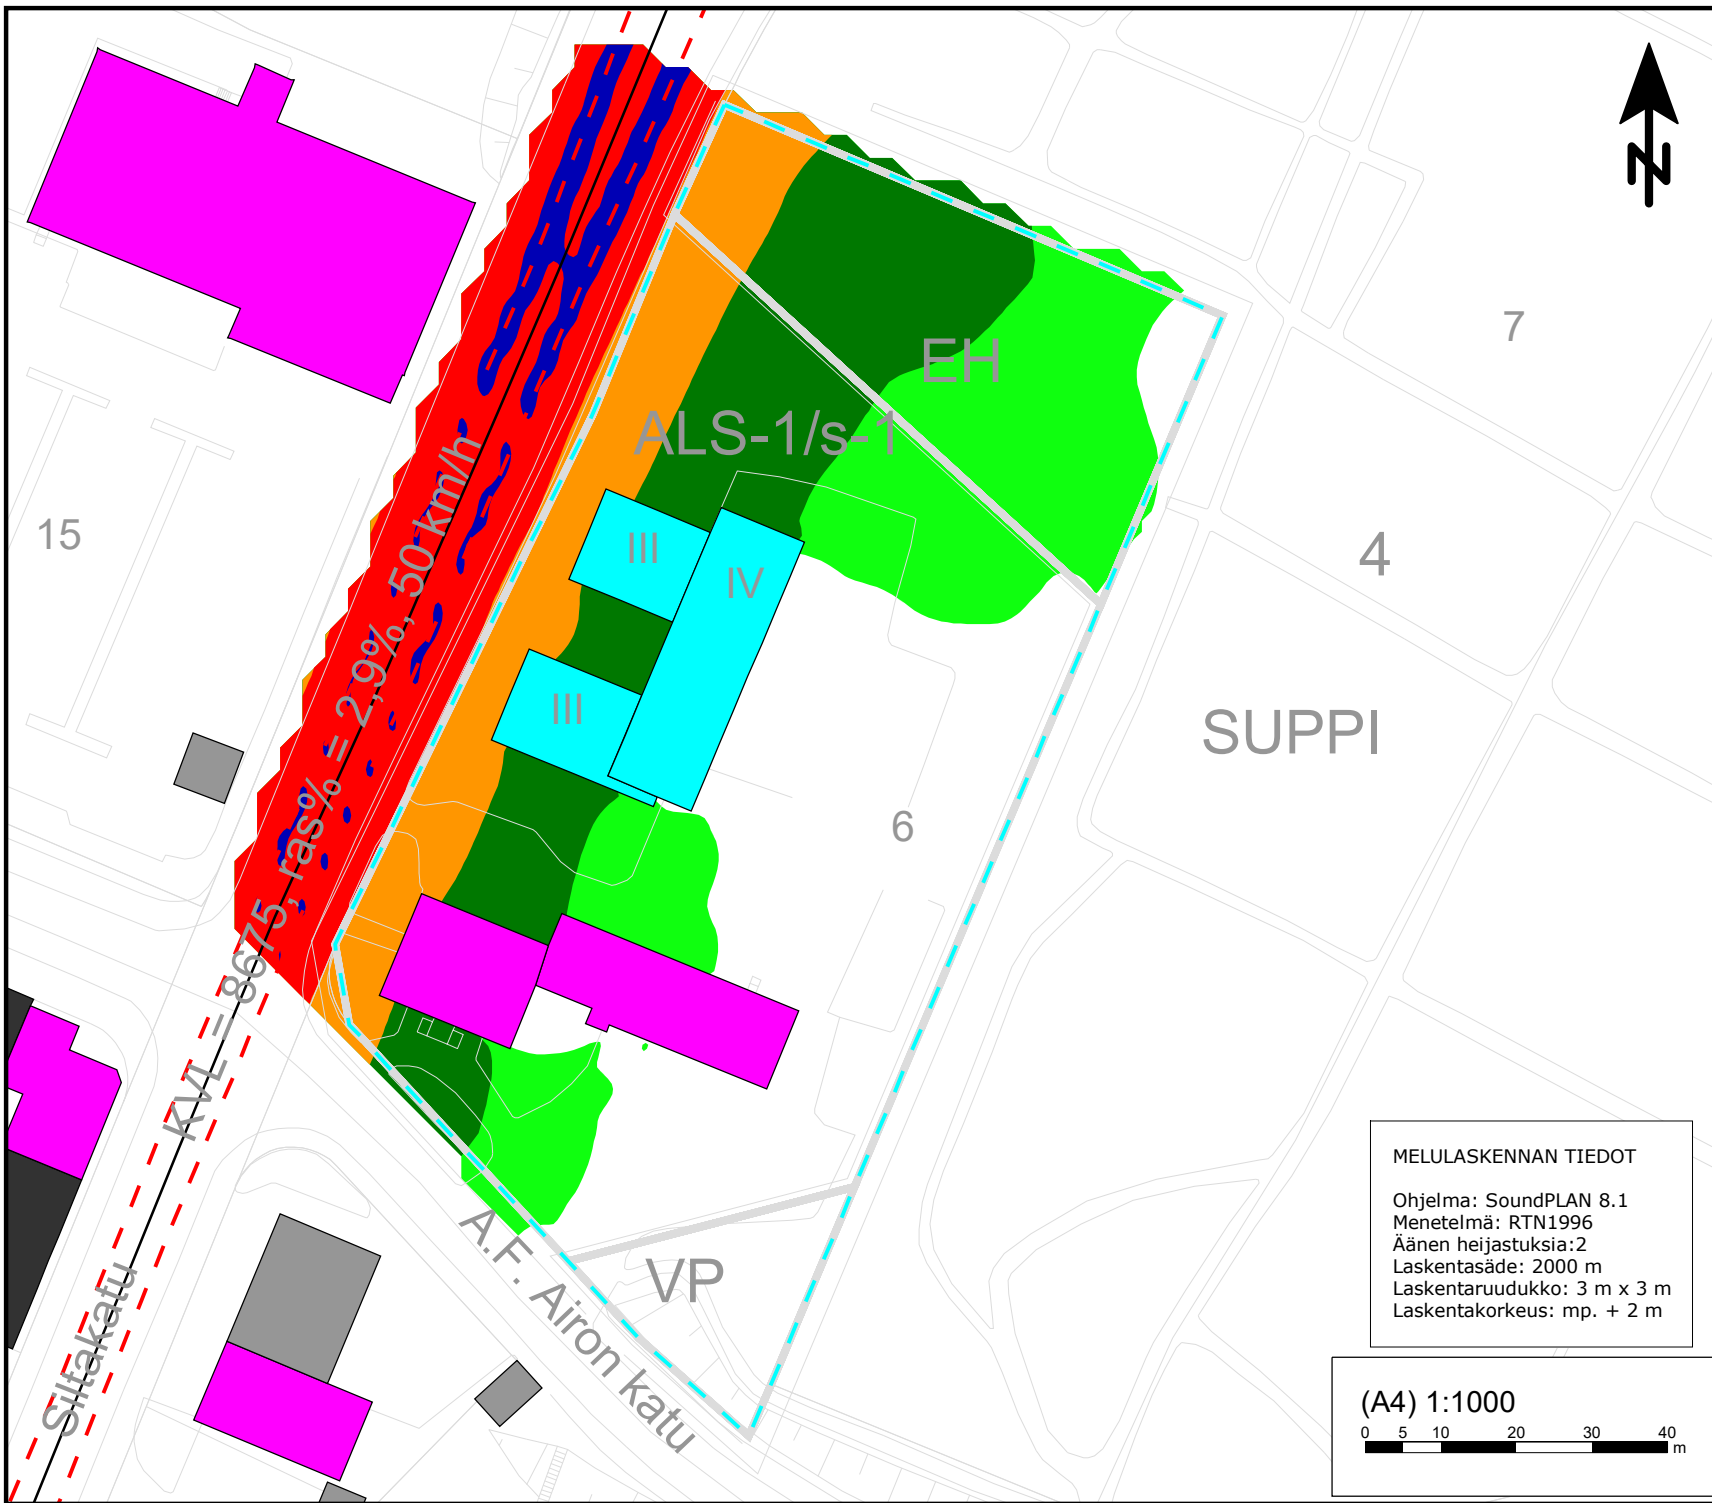 N
7
EH
ALS-1/s-1
15
III
IV
4
III
SUPPI
6
KVL = 8675, ras% = 2,9%, 50 km/h
VP
A.F. Airon katu
Siltakatu
MELULASKENNAN TIEDOT
Ohjelma: SoundPLAN 8.1
Menetelmä: RTN1996
Äänen heijastuksia:2
Laskentasäde: 2000 m
Laskentaruudukko: 3 m x 3 m
Laskentakorkeus: mp. + 2 m
(A4) 1:1000
0 5 10 20 30 40
m